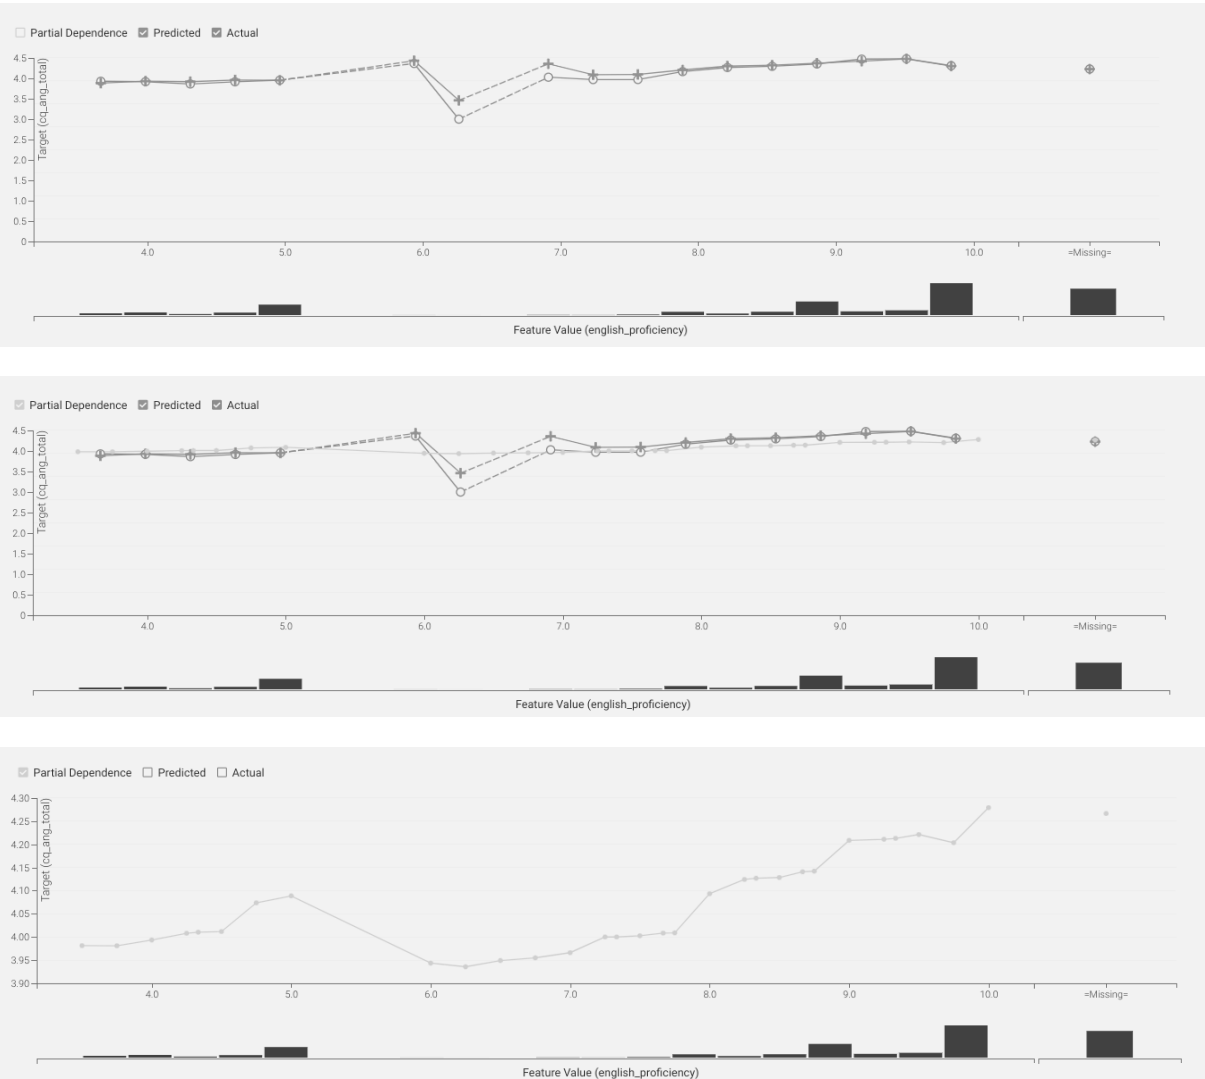 Partial Dependence Predicted Actual
4.5
4.0
3.5
3.0
2.5
2.0
1.5
1.0
0.5
0
Target (cq_ang_total)
4.0 5.0 6.0 7.0 8.0 9.0 10.0 =Missing=
Feature Value (english_proficiency)
Partial Dependence Predicted Actual
4.5
4.0
3.5
3.0
2.5
2.0
1.5
1.0
0.5
0
Target (cq_ang_total)
4.0 5.0 6.0 7.0 8.0 9.0 10.0 =Missing=
Feature Value (english_proficiency)
Partial Dependence Predicted Actual
4.30
4.25
4.20
4.15
4.10
4.05
4.00
3.95
3.90
Target (cq_ang_total)
4.0 5.0 6.0 7.0 8.0 9.0 10.0 =Missing=
Feature Value (english_proficiency)